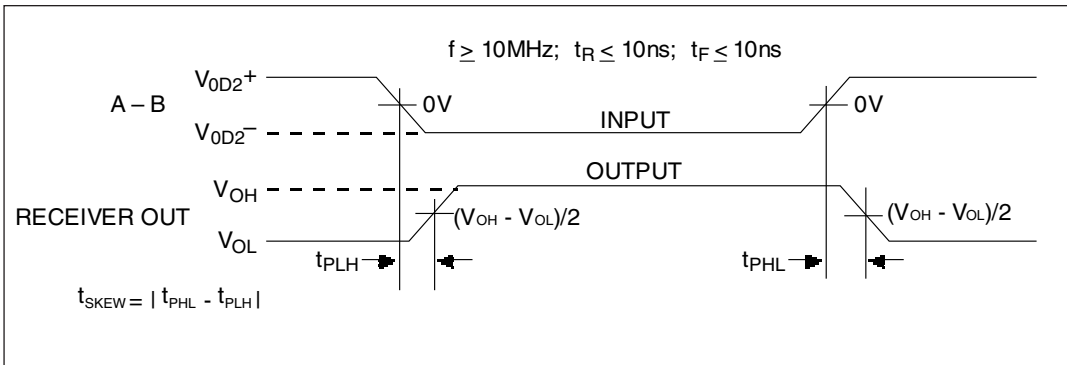 f ≥ 10MHz; tR ≤ 10ns; tF ≤ 10ns
V0D2+
A – B
0V
0V
V0D2–
INPUT
VOH
OUTPUT
RECEIVER OUT
(VOH - VOL)/2
(VOH - VOL)/2
VOL
tPLH
tPHL
tSKEW = | tPHL - tPLH |